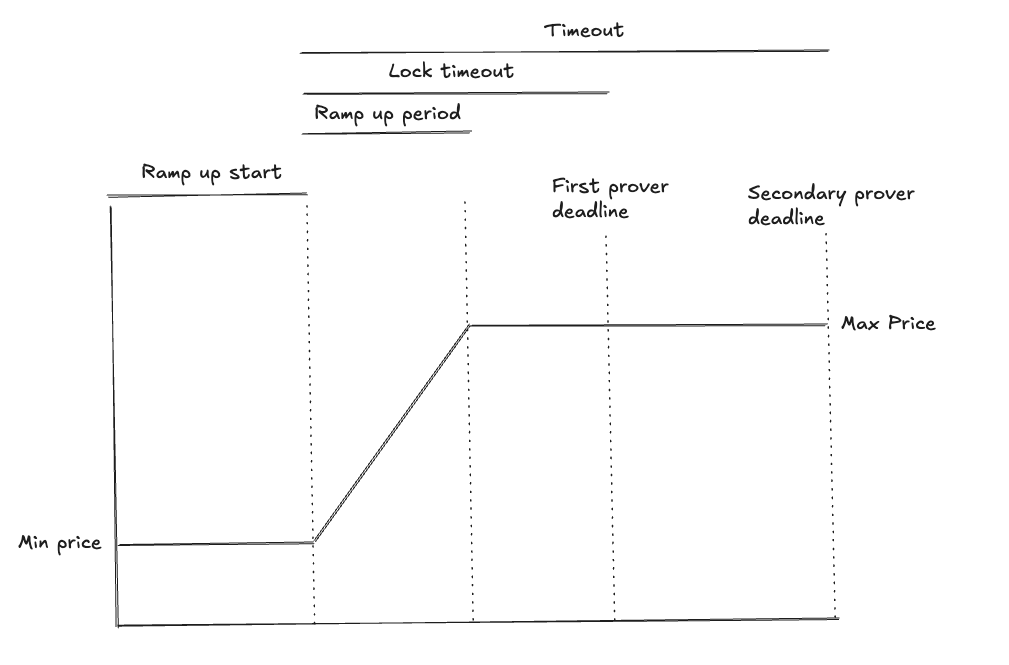 Timeout
Lock timeout
Ramp up period
Ramp up start
First prover
deadline
Secondary prover
deadline
Max Price
Min price